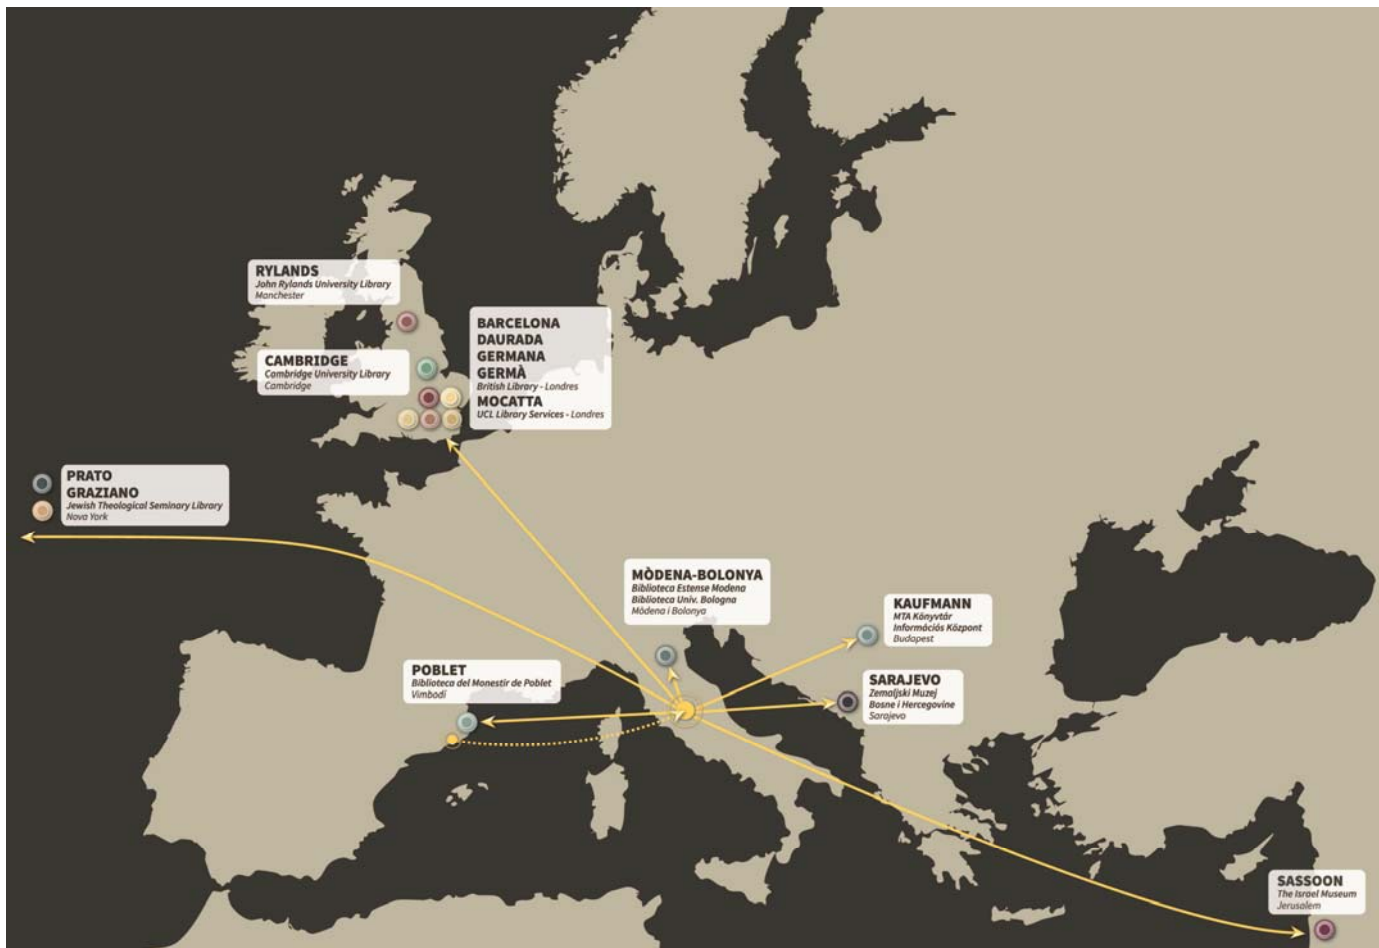 RYLANDS
John Rylands University Library
Manchester
CAMBRIDGE
Cambridge University Library
Cambridge
BARCELONA
DAURADA
GERMANA
GERMÀ
British Library - Londres
MOCATTA
UCL Library Services - Londres
PRATO
GRAZIANO
Jewish Theological Seminary Library
Nova York
MÒDENA-BOLONYA
Biblioteca Estense Modena
Biblioteca Univ. Bologna
Mòdena i Bolonya
KAUFMANN
MTA Könyvtár
Információs Központ
Budapest
POBLET
Biblioteca del Monestir de Poblet
Vimbodí
SARAJEVO
Zemaljski Muzej
Bosne i Hercegovine
Sarajevo
SASSOON
The Israel Museum
Jerusalem